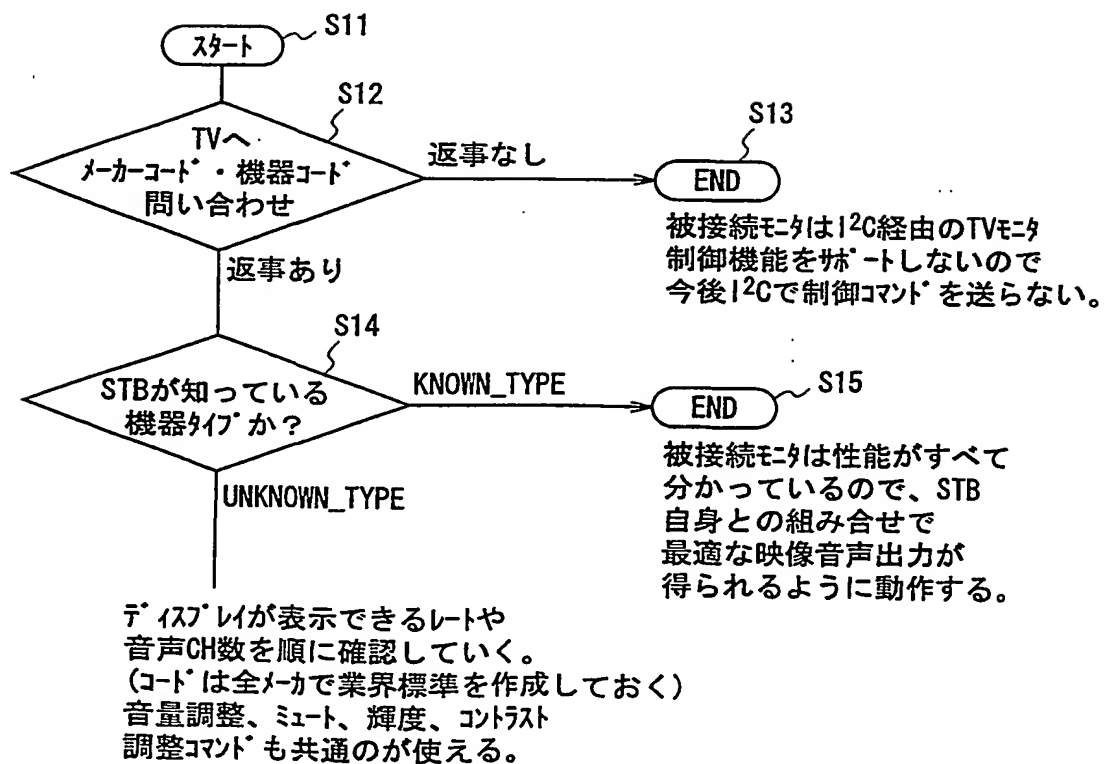 スタート
S11
S12
TVへ
メーカーコード・機器コード
問い合わせ
返事なし
S13
END
被接続モニタはI²C経由のTVモニタ
制御機能をサポートしないので
今後I²Cで制御コマンドを送らない。
返事あり
S14
STBが知っている
機器タイプか?
KNOWN_TYPE
S15
END
被接続モニタは性能がすべて
分かっているので、STB
自身との組み合せで
最適な映像音声出力が
得られるように動作する。
UNKNOWN_TYPE
ディスプレイが表示できるレートや
音声CH数を順に確認していく。
(コードは全メーカで業界標準を作成しておく)
音量調整、ミュート、輝度、コントラスト
調整コマンドも共通のが使える。